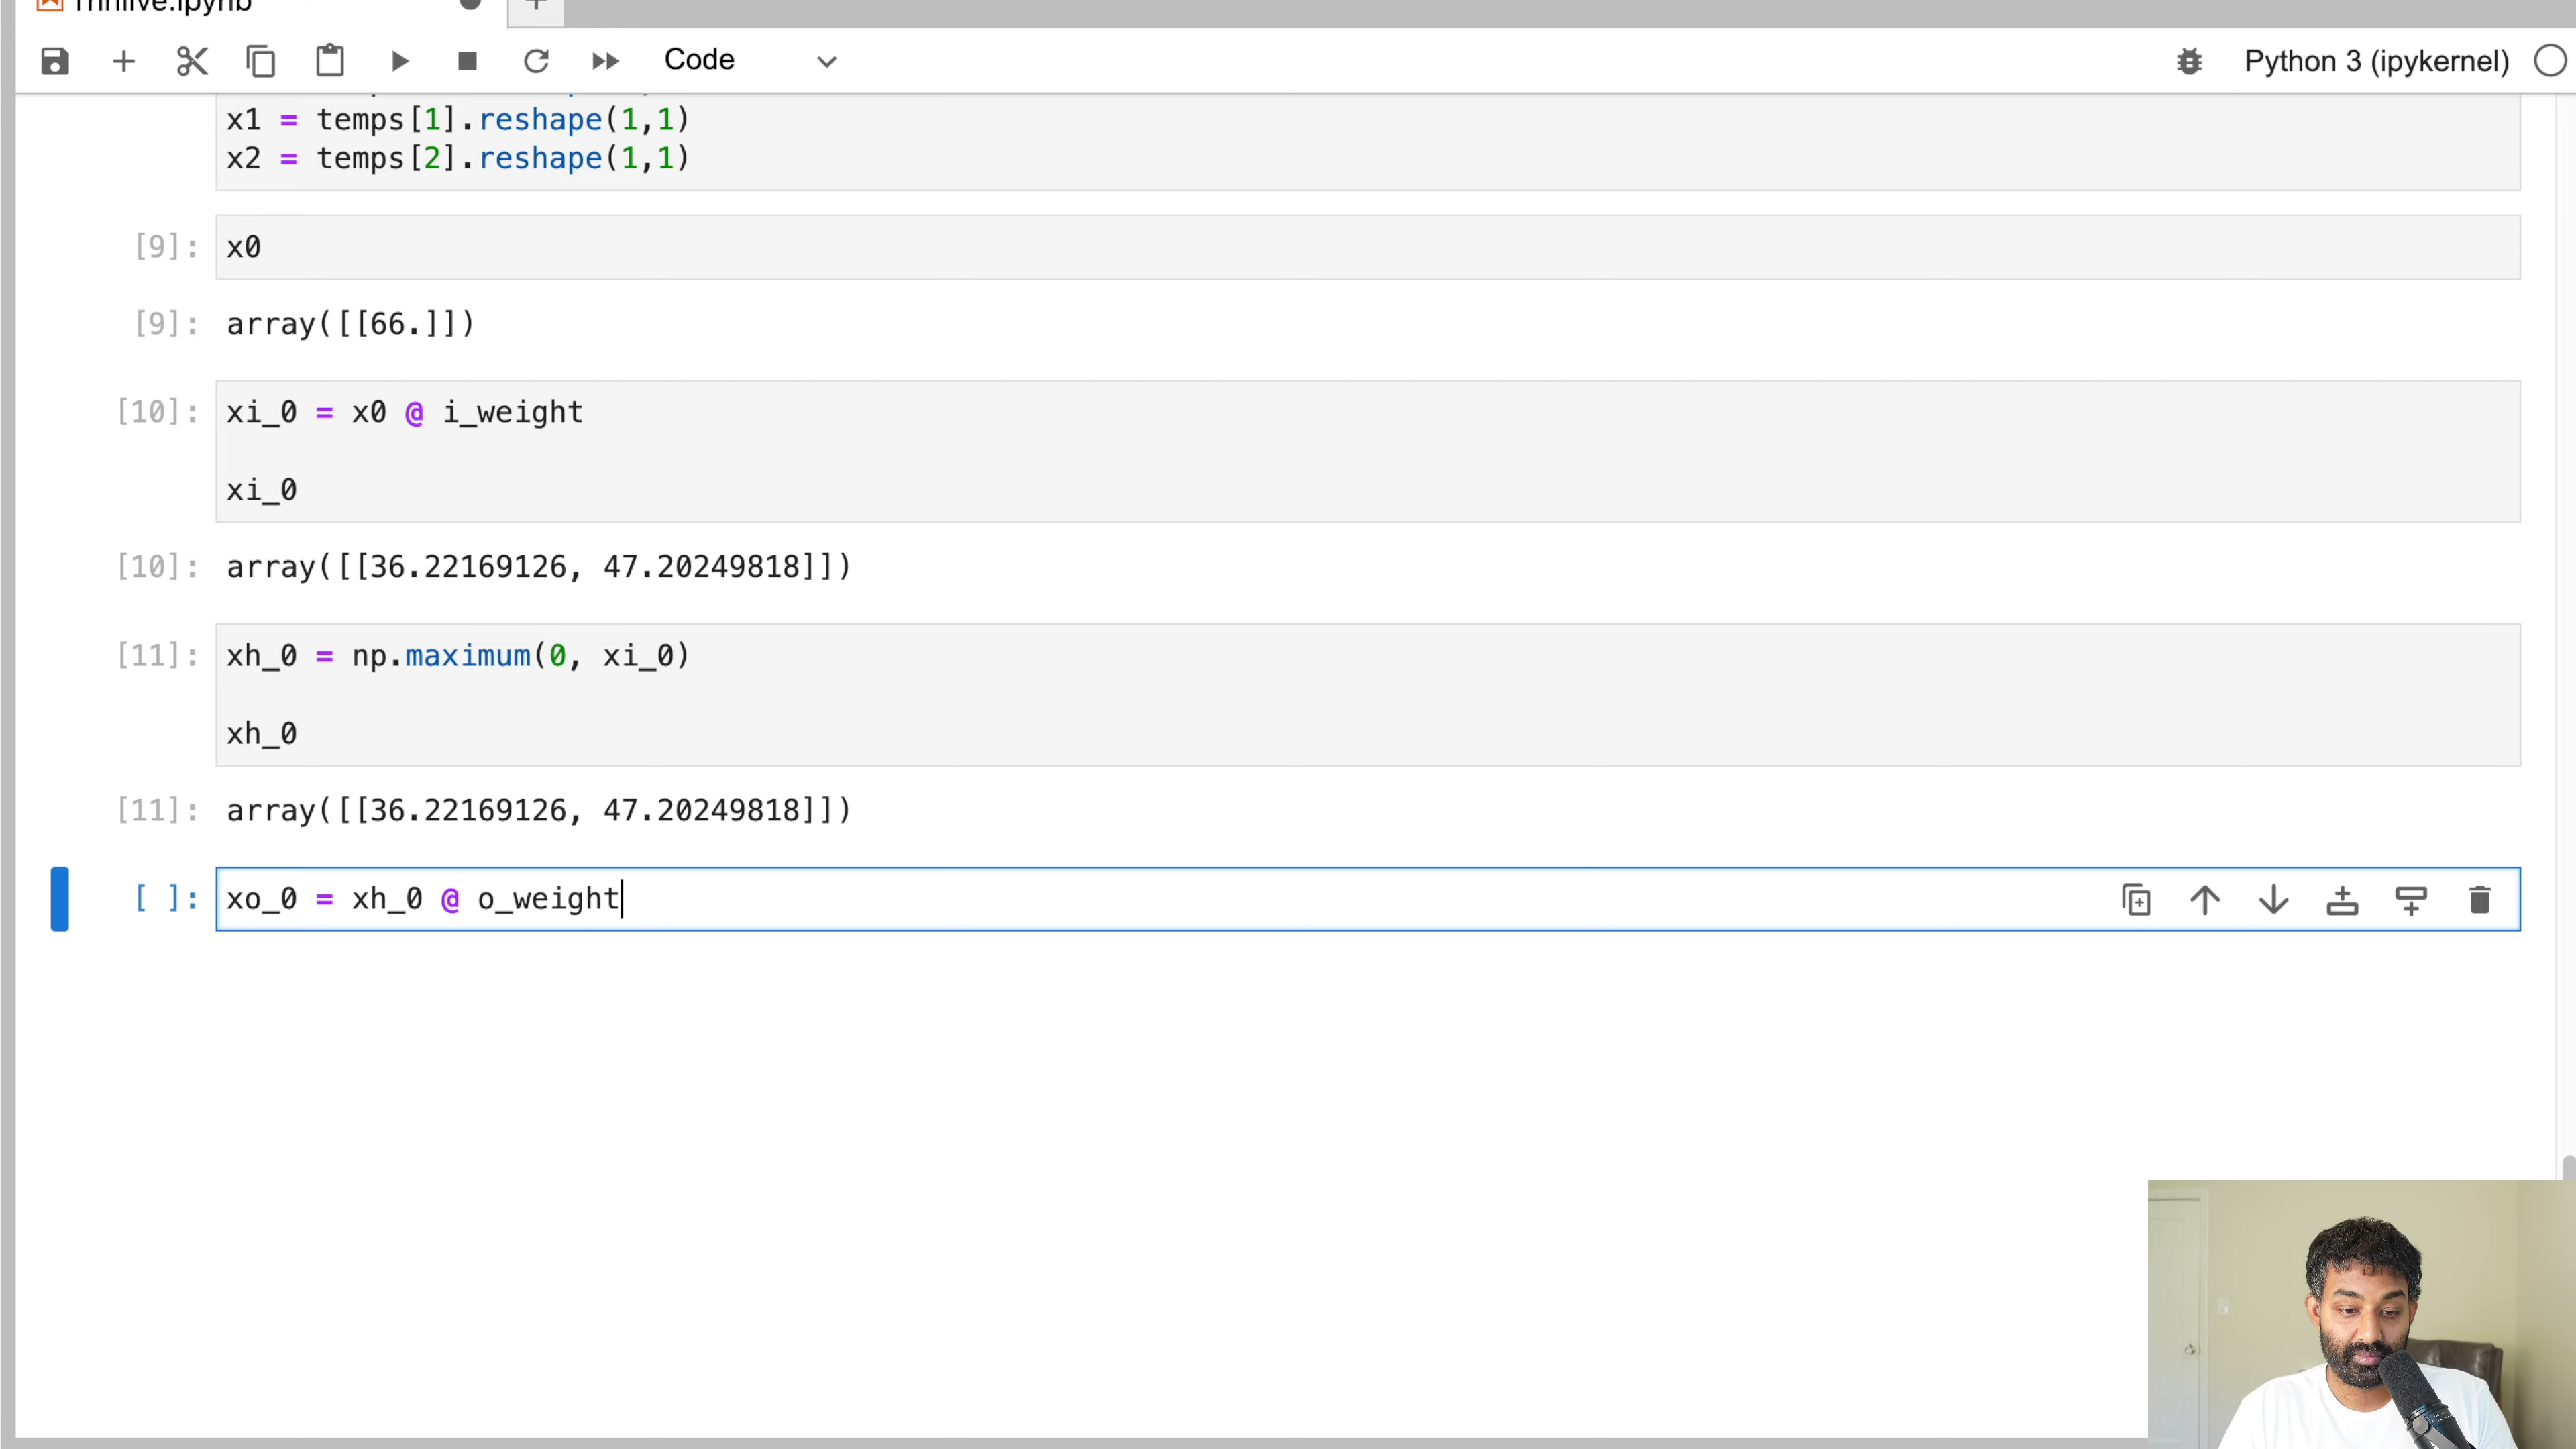 rnnlive.ipynb
Code
Python 3 (ipykernel)
x1 = temps[1].reshape(1,1)
x2 = temps[2].reshape(1,1)
[9]: x0
[9]: array([[66.]])
[10]: xi_0 = x0 @ i_weight
xi_0
[10]: array([[36.22169126, 47.20249818]])
[11]: xh_0 = np.maximum(0, xi_0)
xh_0
[11]: array([[36.22169126, 47.20249818]])
[ ]: xo_0 = xh_0 @ o_weight